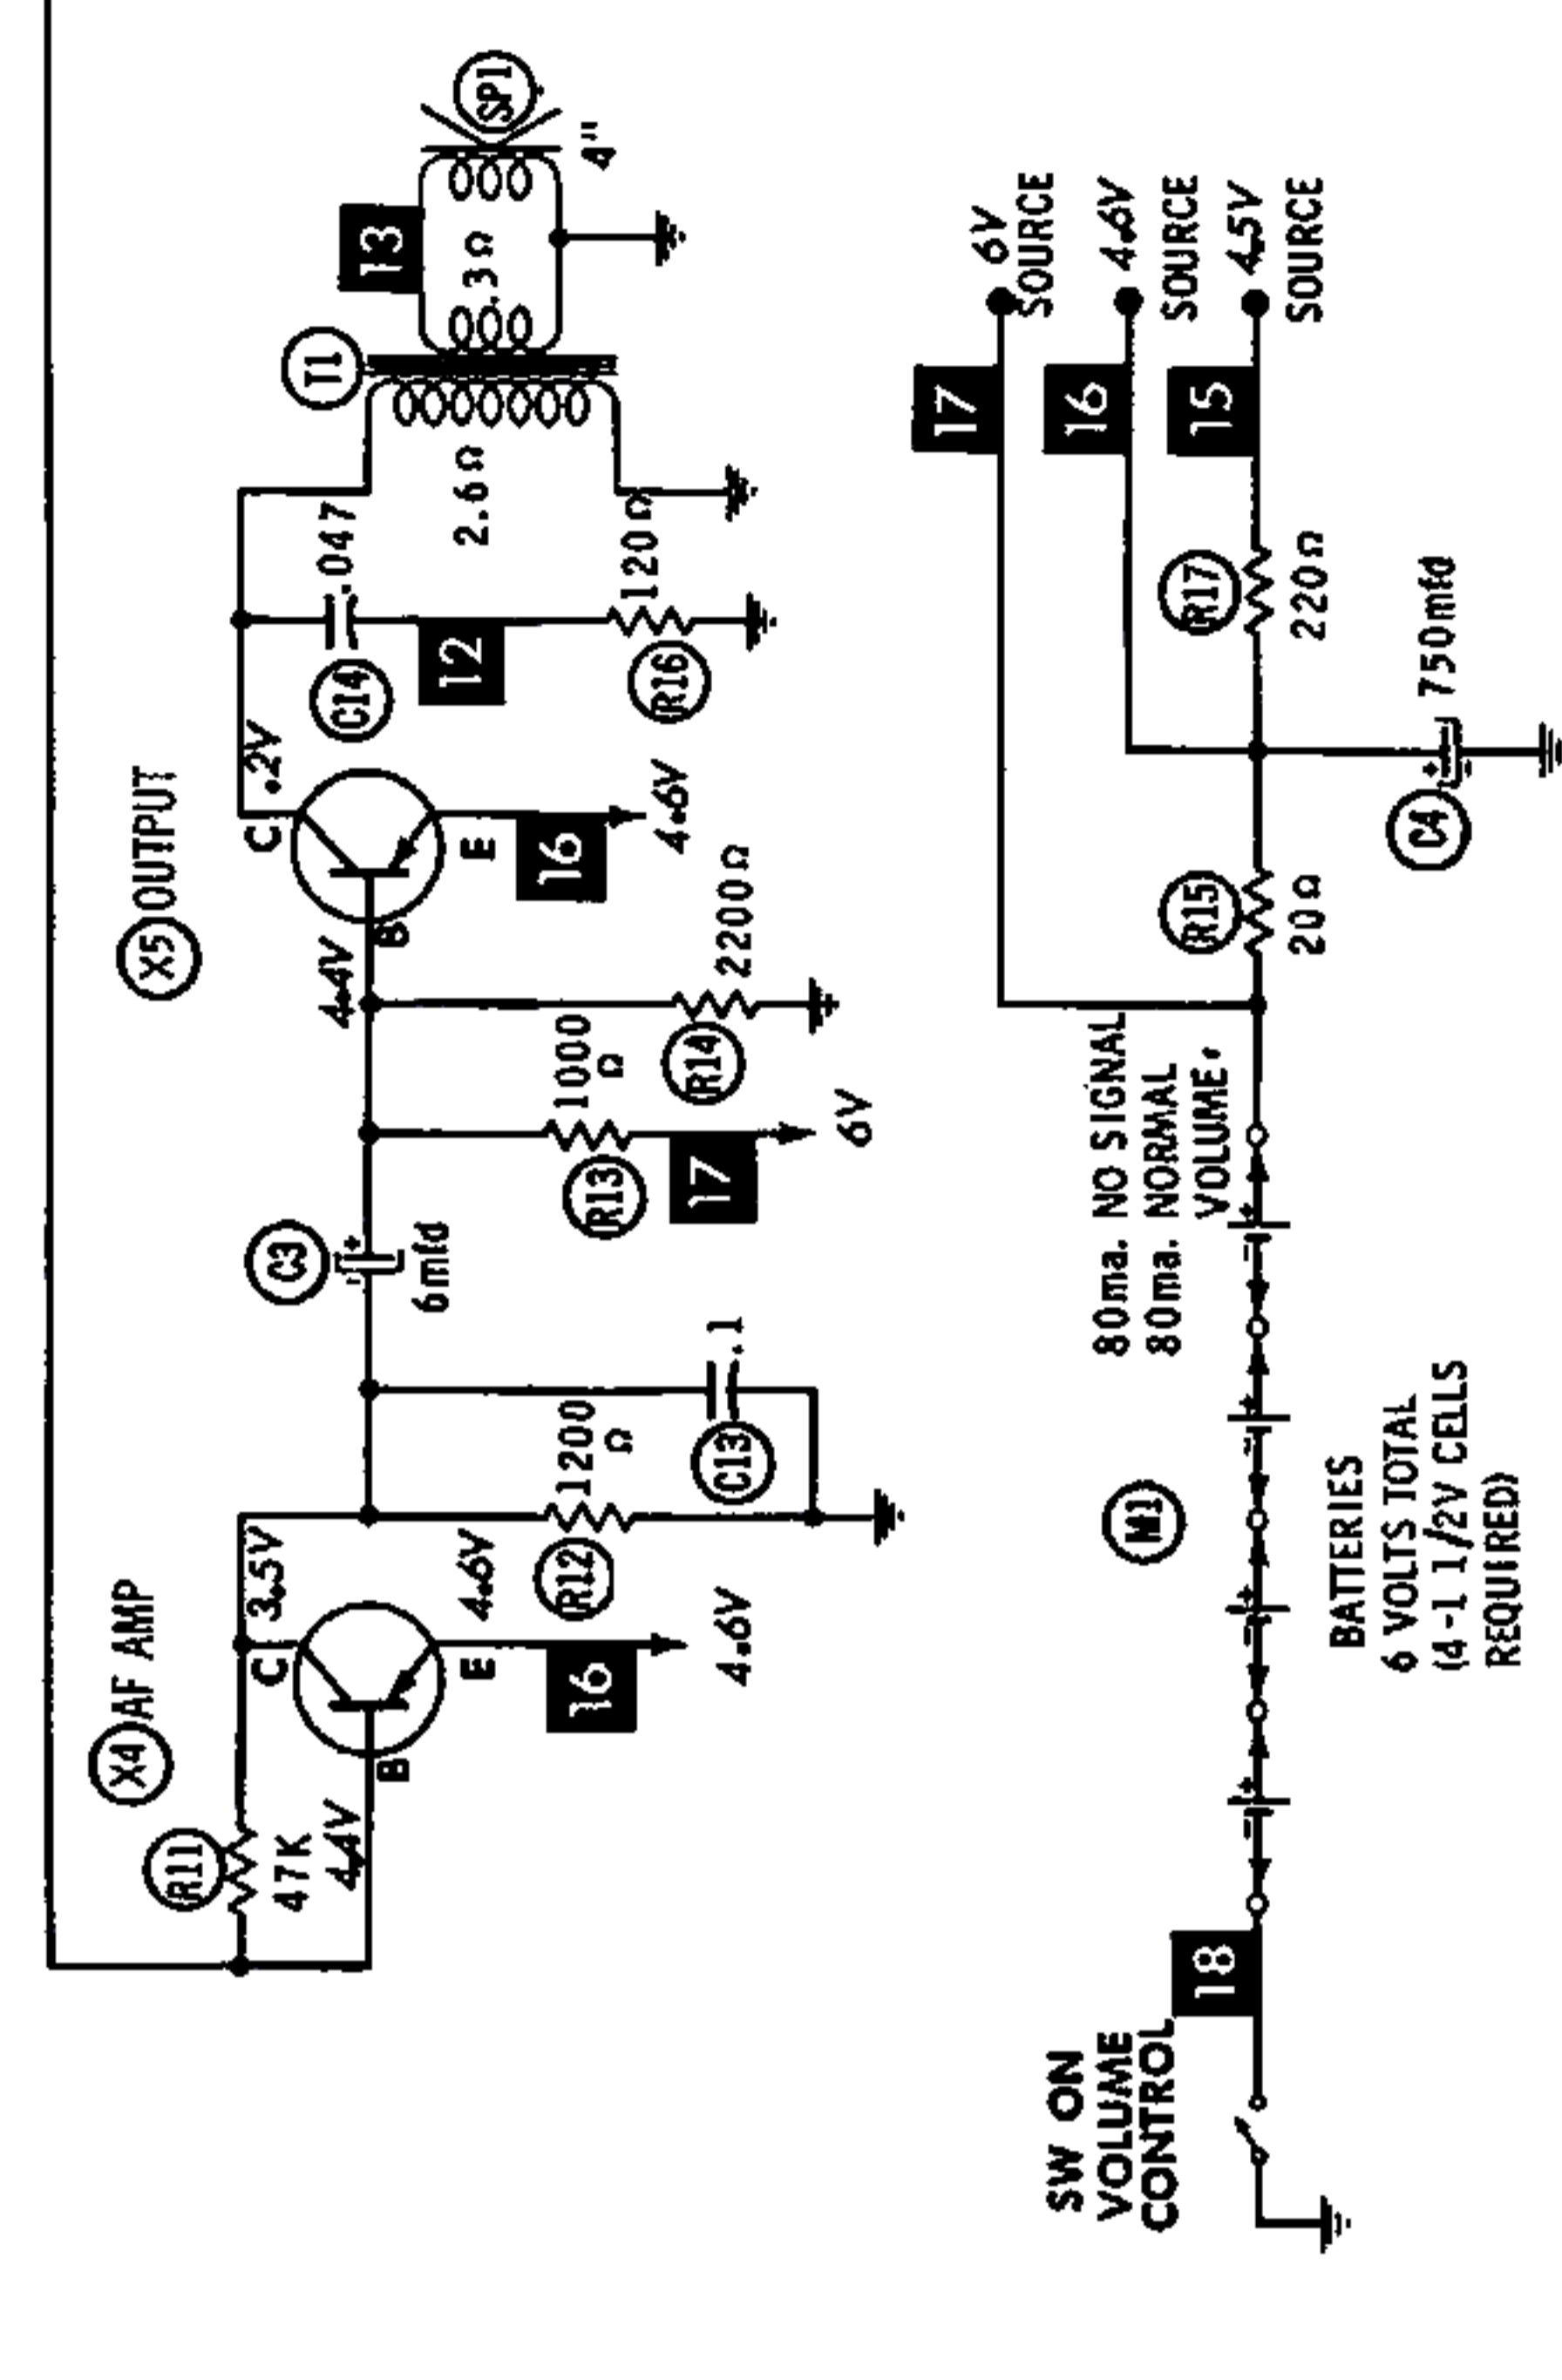 X4 AF AMP
X5 OUTPUT
R11
47K
4.4V
C
3.5V
B
E
4.6V
16
4.6V
R12
1200
Ω
C13
.1
C3
- +
6mfd
R13
1000
Ω
17
6V
4.4V
B
R14
2200Ω
C
.2V
E
16
4.6V
C14
.047
12
R16
120Ω
T1
2.6Ω
.3Ω
13
SP1
4"
SW ON
VOLUME
CONTROL
18
M1
- +
- +
- +
- +
BATTERIES
6 VOLTS TOTAL
(4-1 1/2V CELLS
REQUIRED)
80ma. NO SIGNAL
80ma. NORMAL
VOLUME,
R15
20Ω
C4
+
-
750mfd
R17
220Ω
17
6V
SOURCE
16
4.6V
SOURCE
15
4.5V
SOURCE